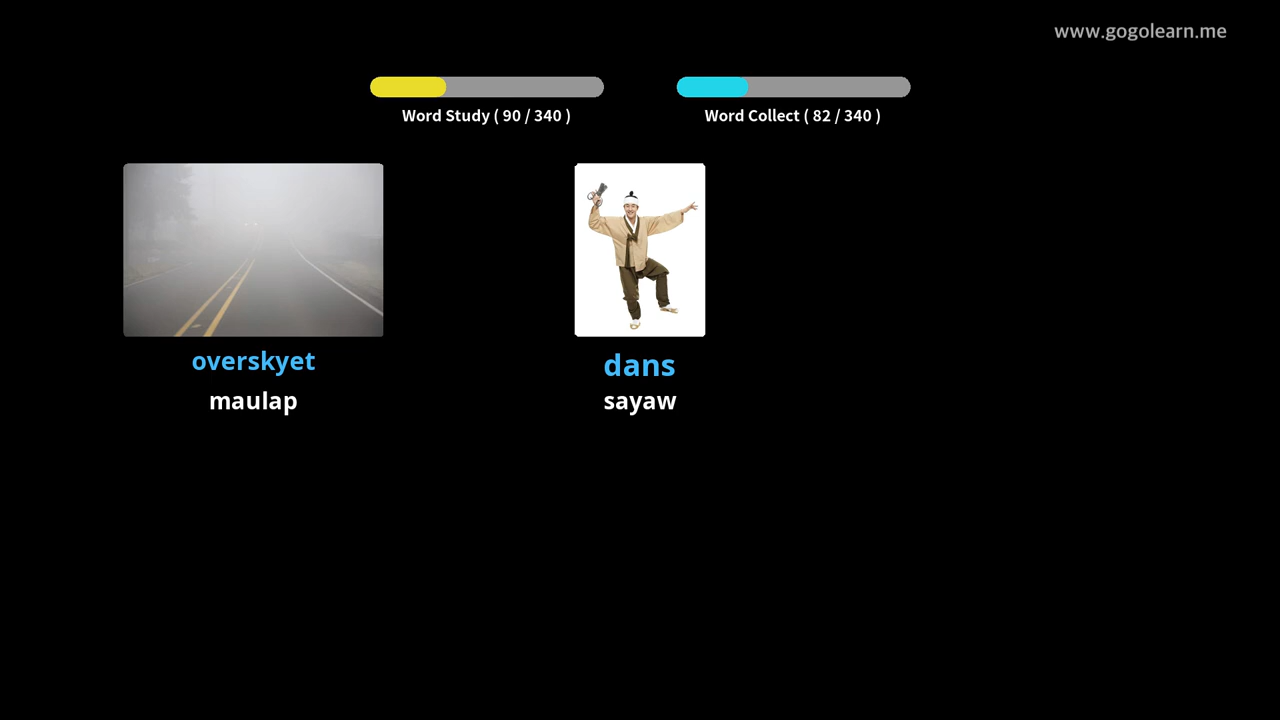 www.gogolearn.me
Word Study ( 90 / 340 )
Word Collect ( 82 / 340 )
overskyet
maulap
dans
sayaw